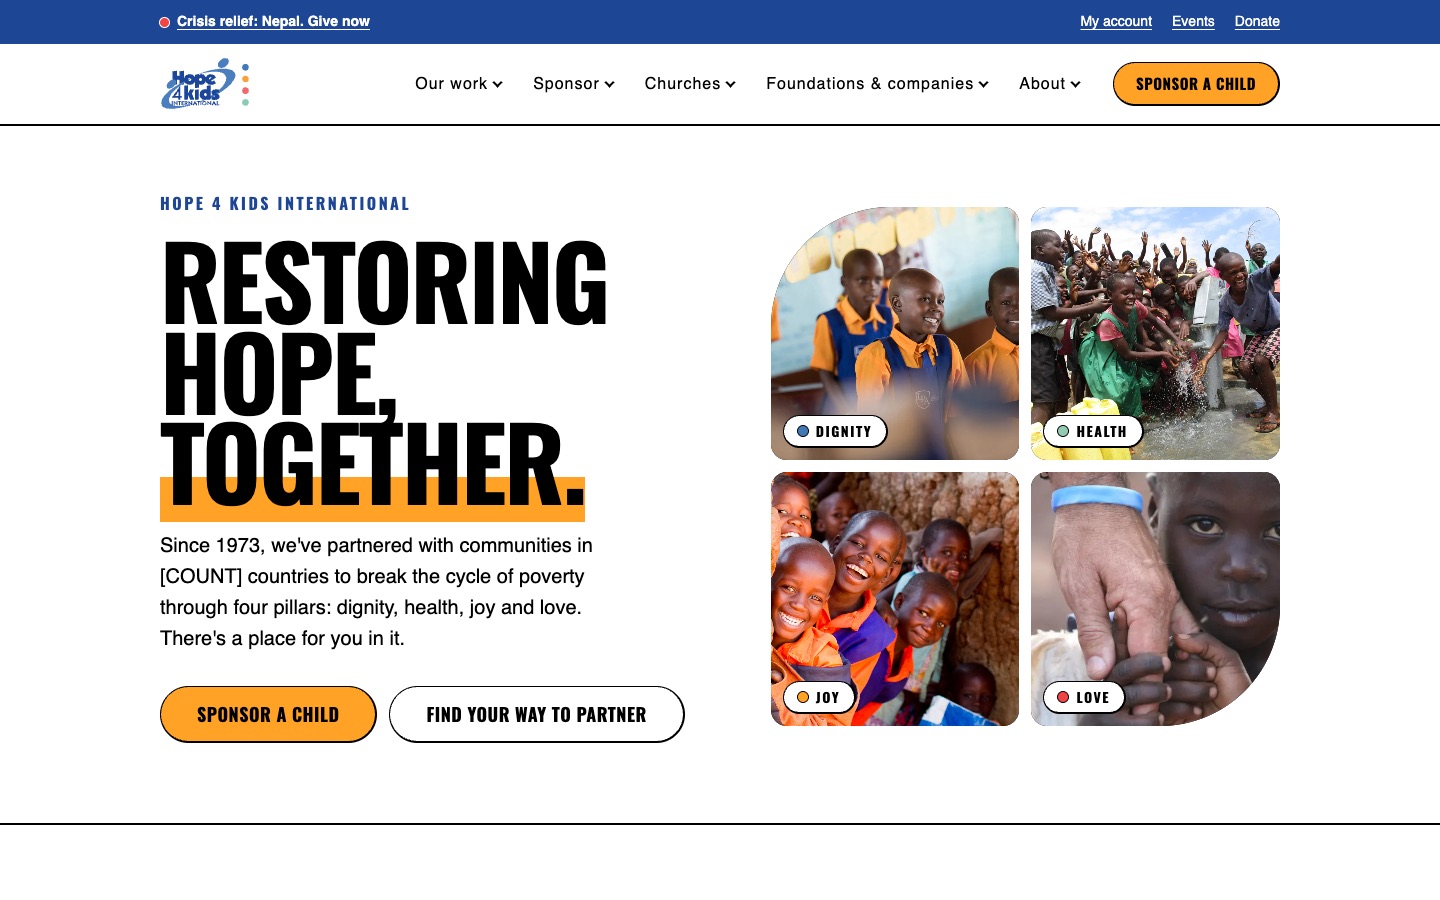 Crisis relief: Nepal. Give now
My account Events Donate
Hope
4 kids
INTERNATIONAL
Our work Sponsor Churches Foundations & companies About SPONSOR A CHILD
HOPE 4 KIDS INTERNATIONAL
RESTORING
HOPE,
TOGETHER.
Since 1973, we've partnered with communities in
[COUNT] countries to break the cycle of poverty
through four pillars: dignity, health, joy and love.
There's a place for you in it.
SPONSOR A CHILD FIND YOUR WAY TO PARTNER
DIGNITY HEALTH
JOY LOVE